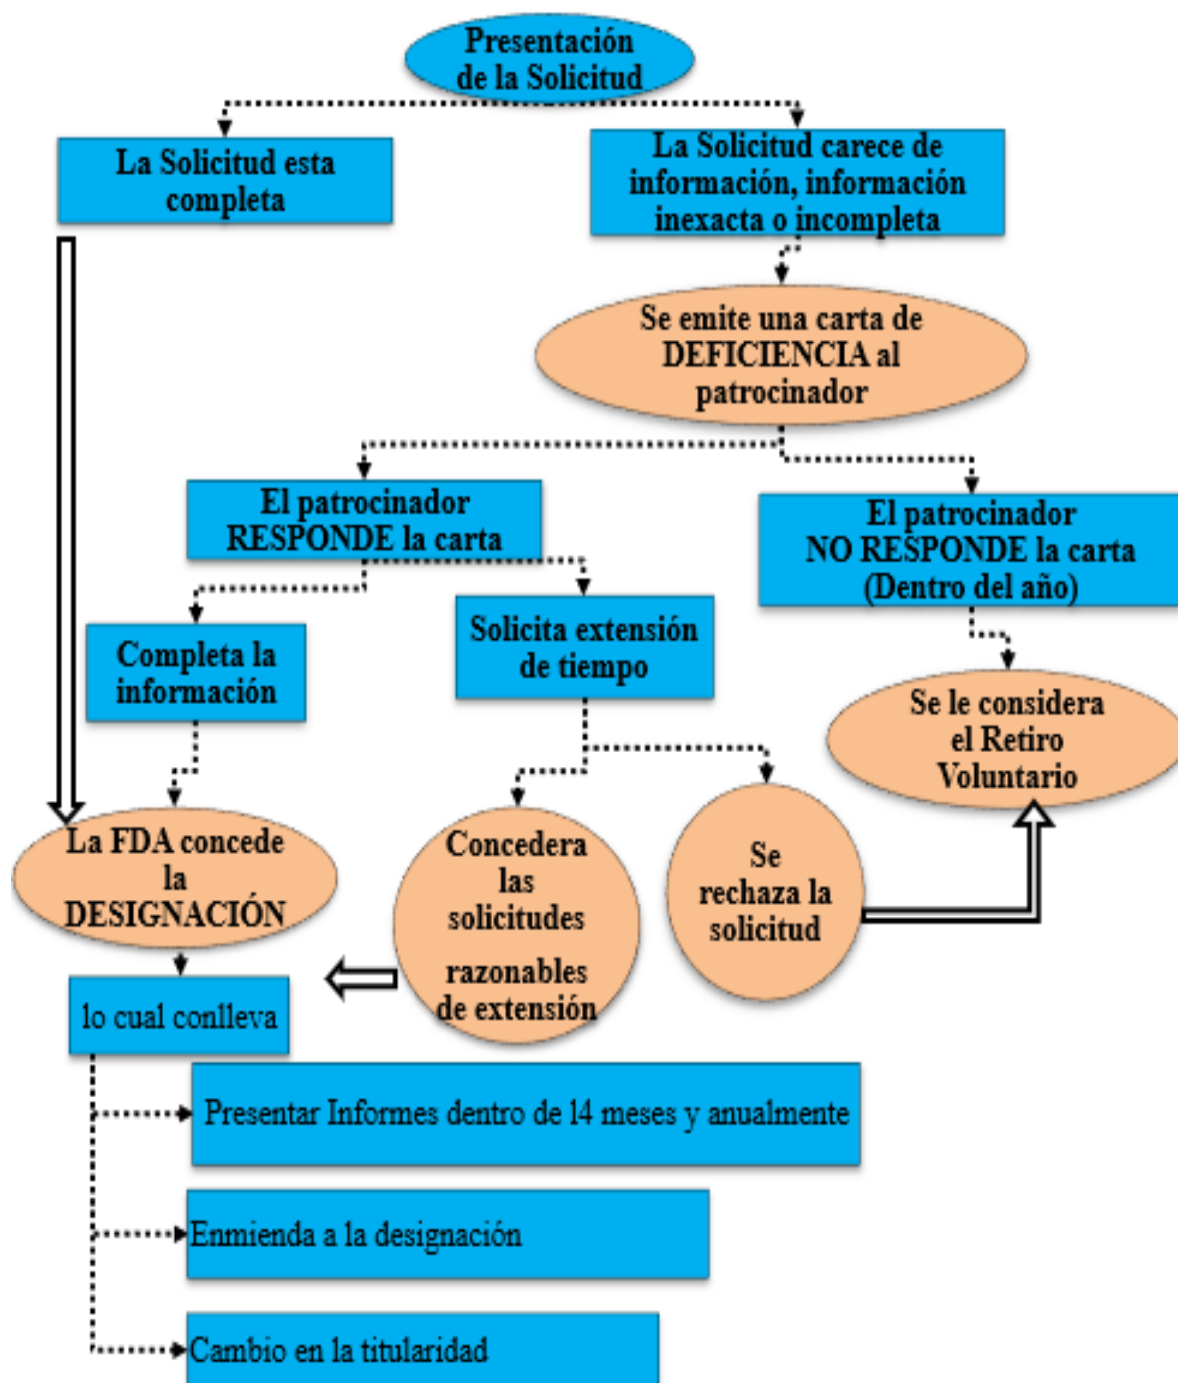 Presentación
de la Solicitud
La Solicitud esta
completa
La Solicitud carece de
información, información
inexacta o incompleta
Se emite una carta de
DEFICIENCIA al
patrocinador
El patrocinador
RESPONDE la carta
El patrocinador
NO RESPONDE la carta
(Dentro del año)
Completa la
información
Solicita extensión
de tiempo
Se le considera
el Retiro
Voluntario
La FDA concede
la
DESIGNACIÓN
Concedera
las
solicitudes
razonables
de extensión
Se
rechaza la
solicitud
lo cual conlleva
Presentar Informes dentro de 14 meses y anualmente
Enmienda a la designación
Cambio en la titularidad